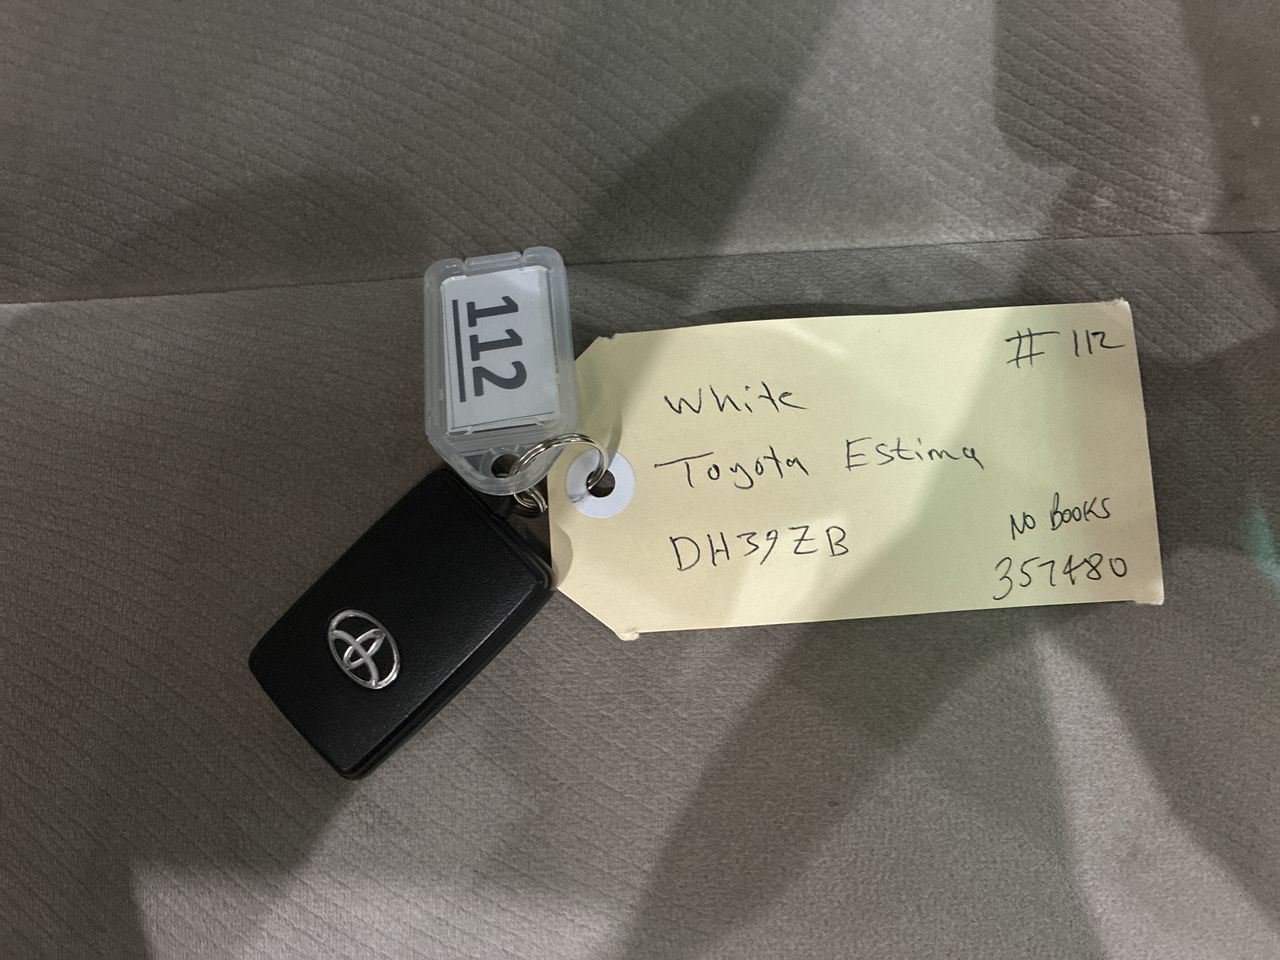 112
# 112
White
Toyota Estima
DH39ZB
NO BOOKS
357480